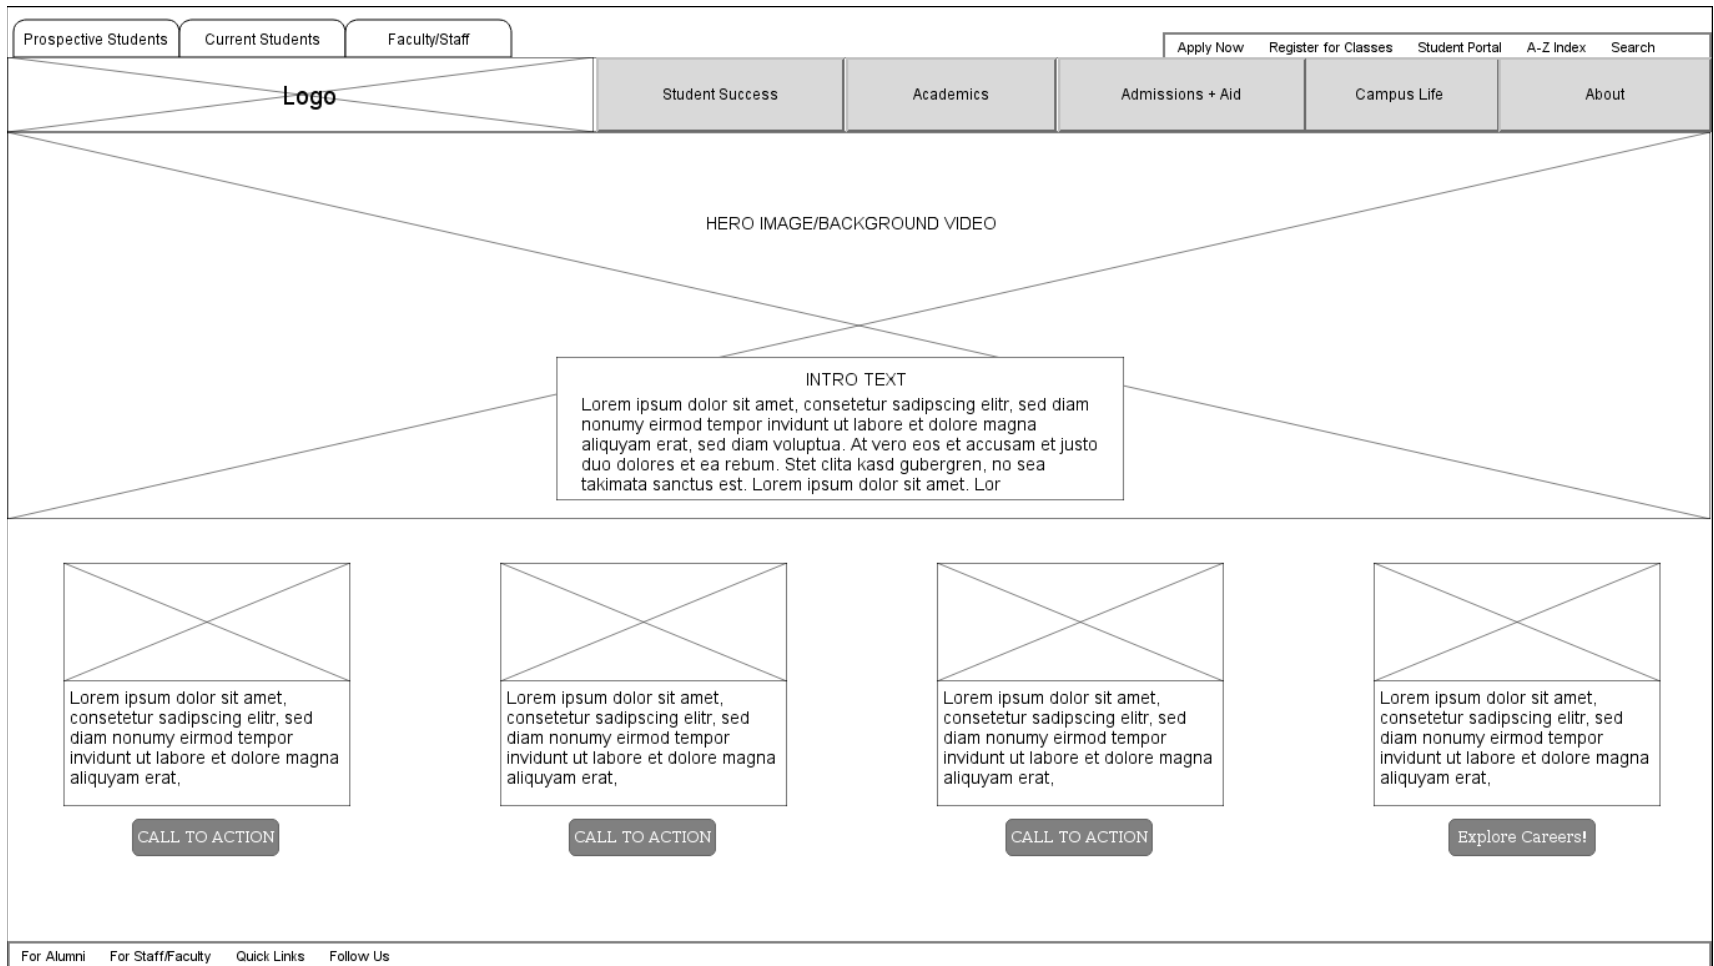 Prospective Students
Current Students
Faculty/Staff
Apply Now
Register for Classes
Student Portal
A-Z Index
Search
Logo
Student Success
Academics
Admissions + Aid
Campus Life
About
HERO IMAGE/BACKGROUND VIDEO
INTRO TEXT
Lorem ipsum dolor sit amet, consetetur sadipscing elitr, sed diam
nonumy eirmod tempor invidunt ut labore et dolore magna
aliquyam erat, sed diam voluptua. At vero eos et accusam et justo
duo dolores et ea rebum. Stet clita kasd gubergren, no sea
takimata sanctus est. Lorem ipsum dolor sit amet. Lor
Lorem ipsum dolor sit amet,
consetetur sadipscing elitr, sed
diam nonumy eirmod tempor
invidunt ut labore et dolore magna
aliquyam erat,
CALL TO ACTION
Lorem ipsum dolor sit amet,
consetetur sadipscing elitr, sed
diam nonumy eirmod tempor
invidunt ut labore et dolore magna
aliquyam erat,
CALL TO ACTION
Lorem ipsum dolor sit amet,
consetetur sadipscing elitr, sed
diam nonumy eirmod tempor
invidunt ut labore et dolore magna
aliquyam erat,
CALL TO ACTION
Lorem ipsum dolor sit amet,
consetetur sadipscing elitr, sed
diam nonumy eirmod tempor
invidunt ut labore et dolore magna
aliquyam erat,
Explore Careers!
For Alumni
For Staff/Faculty
Quick Links
Follow Us